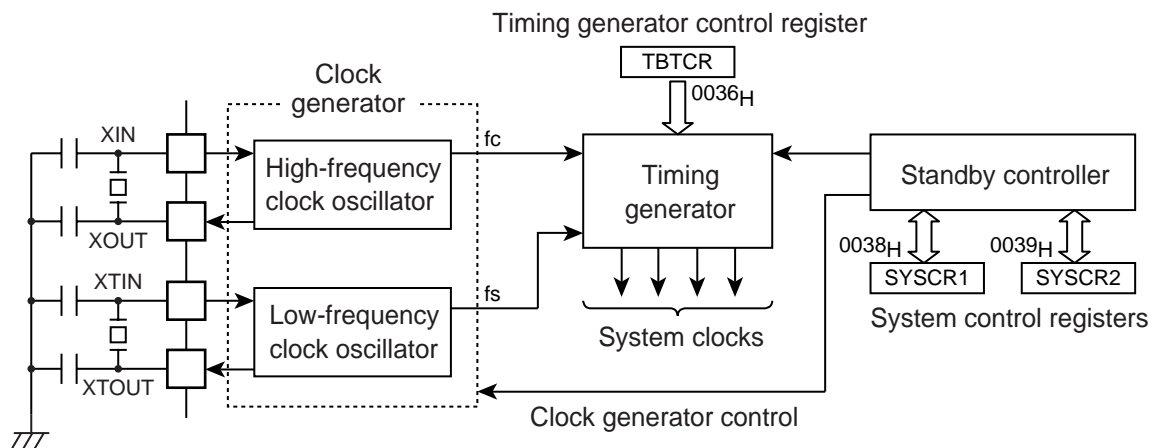 Timing generator control register
TBTCR
0036H
Clock
generator
XIN
fc
High-frequency
clock oscillator
Timing
generator
Standby controller
XOUT
0038H
0039H
SYSCR1
SYSCR2
XTIN
fs
Low-frequency
clock oscillator
System clocks
System control registers
XTOUT
Clock generator control